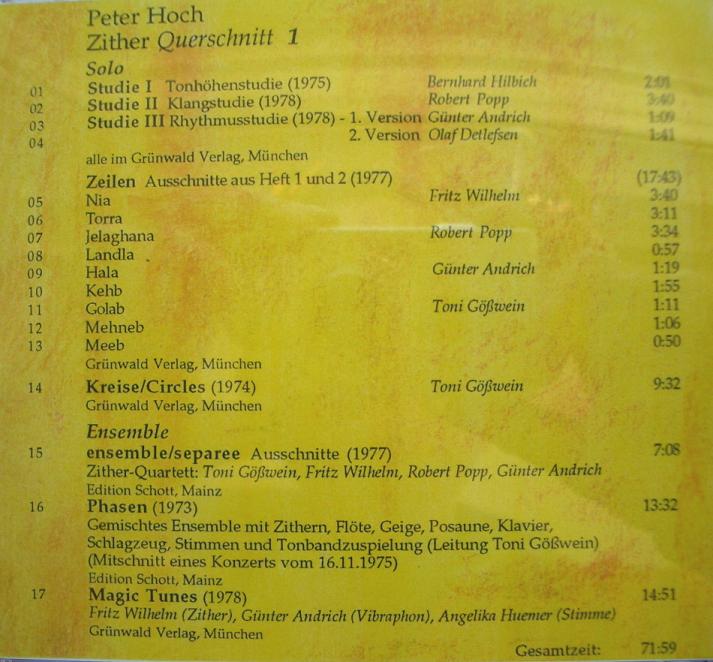 Peter Hoch
Zither Querschnitt 1
Solo
01 Studie I Tonhöhenstudie (1975) Bernhard Hilbich 2:01
02 Studie II Klangstudie (1978) Robert Popp 3:40
03 Studie III Rhythmusstudie (1978) - 1. Version Günter Andrich 1:09
04 2. Version Olaf Detlefsen 1:41
alle im Grünwald Verlag, München
Zeilen Ausschnitte aus Heft 1 und 2 (1977) (17:43)
05 Nia Fritz Wilhelm 3:40
06 Torra 3:11
07 Jelaghana Robert Popp 3:34
08 Landla 0:57
09 Hala Günter Andrich 1:19
10 Kehb 1:55
11 Golab Toni Gößwein 1:11
12 Mehneb 1:06
13 Meeb 0:50
Grünwald Verlag, München
14 Kreise/Circles (1974) Toni Gößwein 9:32
Grünwald Verlag, München
Ensemble
15 ensemble/separee Ausschnitte (1977) 7:08
Zither-Quartett: Toni Gößwein, Fritz Wilhelm, Robert Popp, Günter Andrich
Edition Schott, Mainz
16 Phasen (1973) 13:32
Gemischtes Ensemble mit Zithern, Flöte, Geige, Posaune, Klavier,
Schlagzeug, Stimmen und Tonbandzuspielung (Leitung Toni Gößwein)
(Mitschnitt eines Konzerts vom 16.11.1975)
Edition Schott, Mainz
17 Magic Tunes (1978) 14:51
Fritz Wilhelm (Zither), Günter Andrich (Vibraphon), Angelika Huemer (Stimme)
Grünwald Verlag, München
Gesamtzeit: 71:59